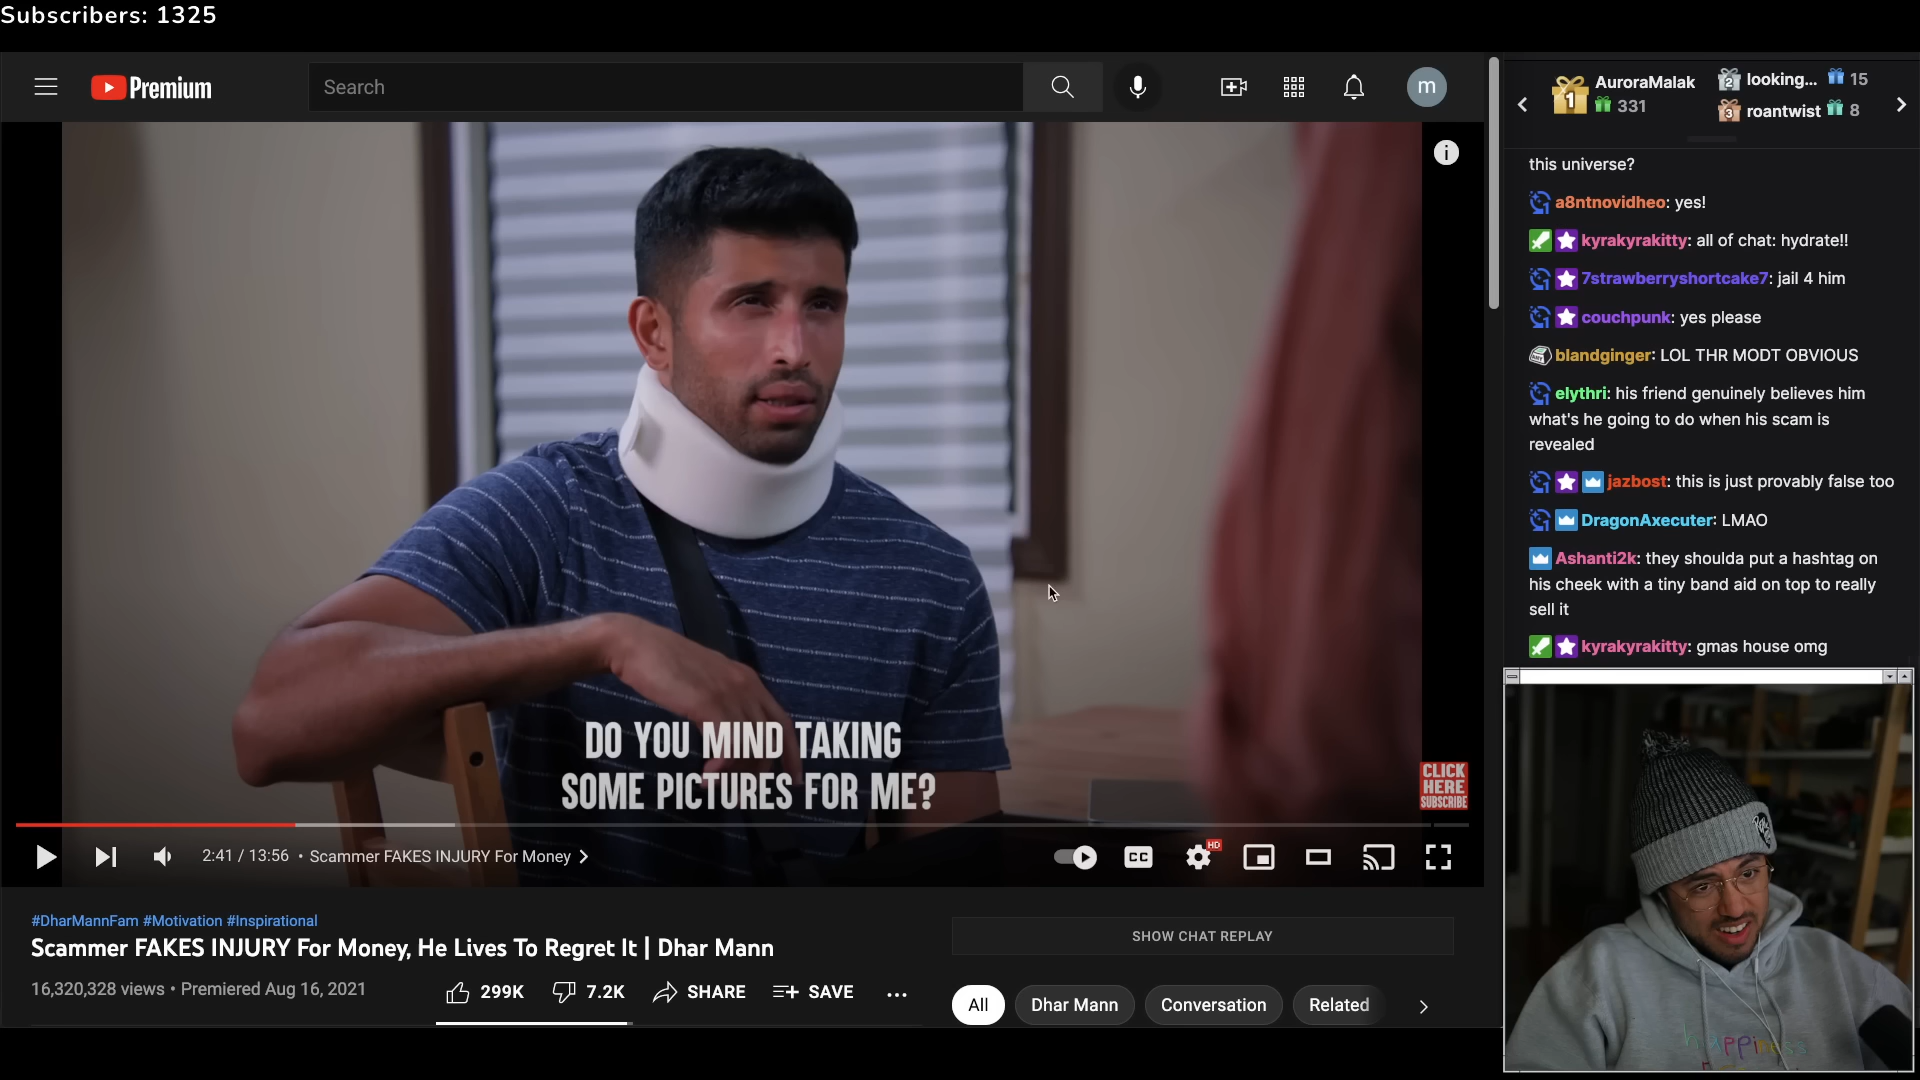 Subscribers: 1325
Premium
Search
m
1
AuroraMalak
331
2
looking...
15
3
roantwist
8
this universe?
a8ntnovidheo: yes!
kyrakyrakitty: all of chat: hydrate!!
7strawberryshortcake7: jail 4 him
couchpunk: yes please
blandginger: LOL THR MODT OBVIOUS
elythri: his friend genuinely believes him
what's he going to do when his scam is
revealed
jazbost: this is just provably false too
DragonAxecuter: LMAO
Ashanti2k: they shoulda put a hashtag on
his cheek with a tiny band aid on top to really
sell it
kyrakyrakitty: gmas house omg
DO YOU MIND TAKING
SOME PICTURES FOR ME?
CLICK
HERE
SUBSCRIBE
2:41 / 13:56 • Scammer FAKES INJURY For Money
CC
HD
#DharMannFam #Motivation #Inspirational
Scammer FAKES INJURY For Money, He Lives To Regret It | Dhar Mann
16,320,328 views • Premiered Aug 16, 2021
299K
7.2K
SHARE
SAVE
SHOW CHAT REPLAY
All
Dhar Mann
Conversation
Related
happiness